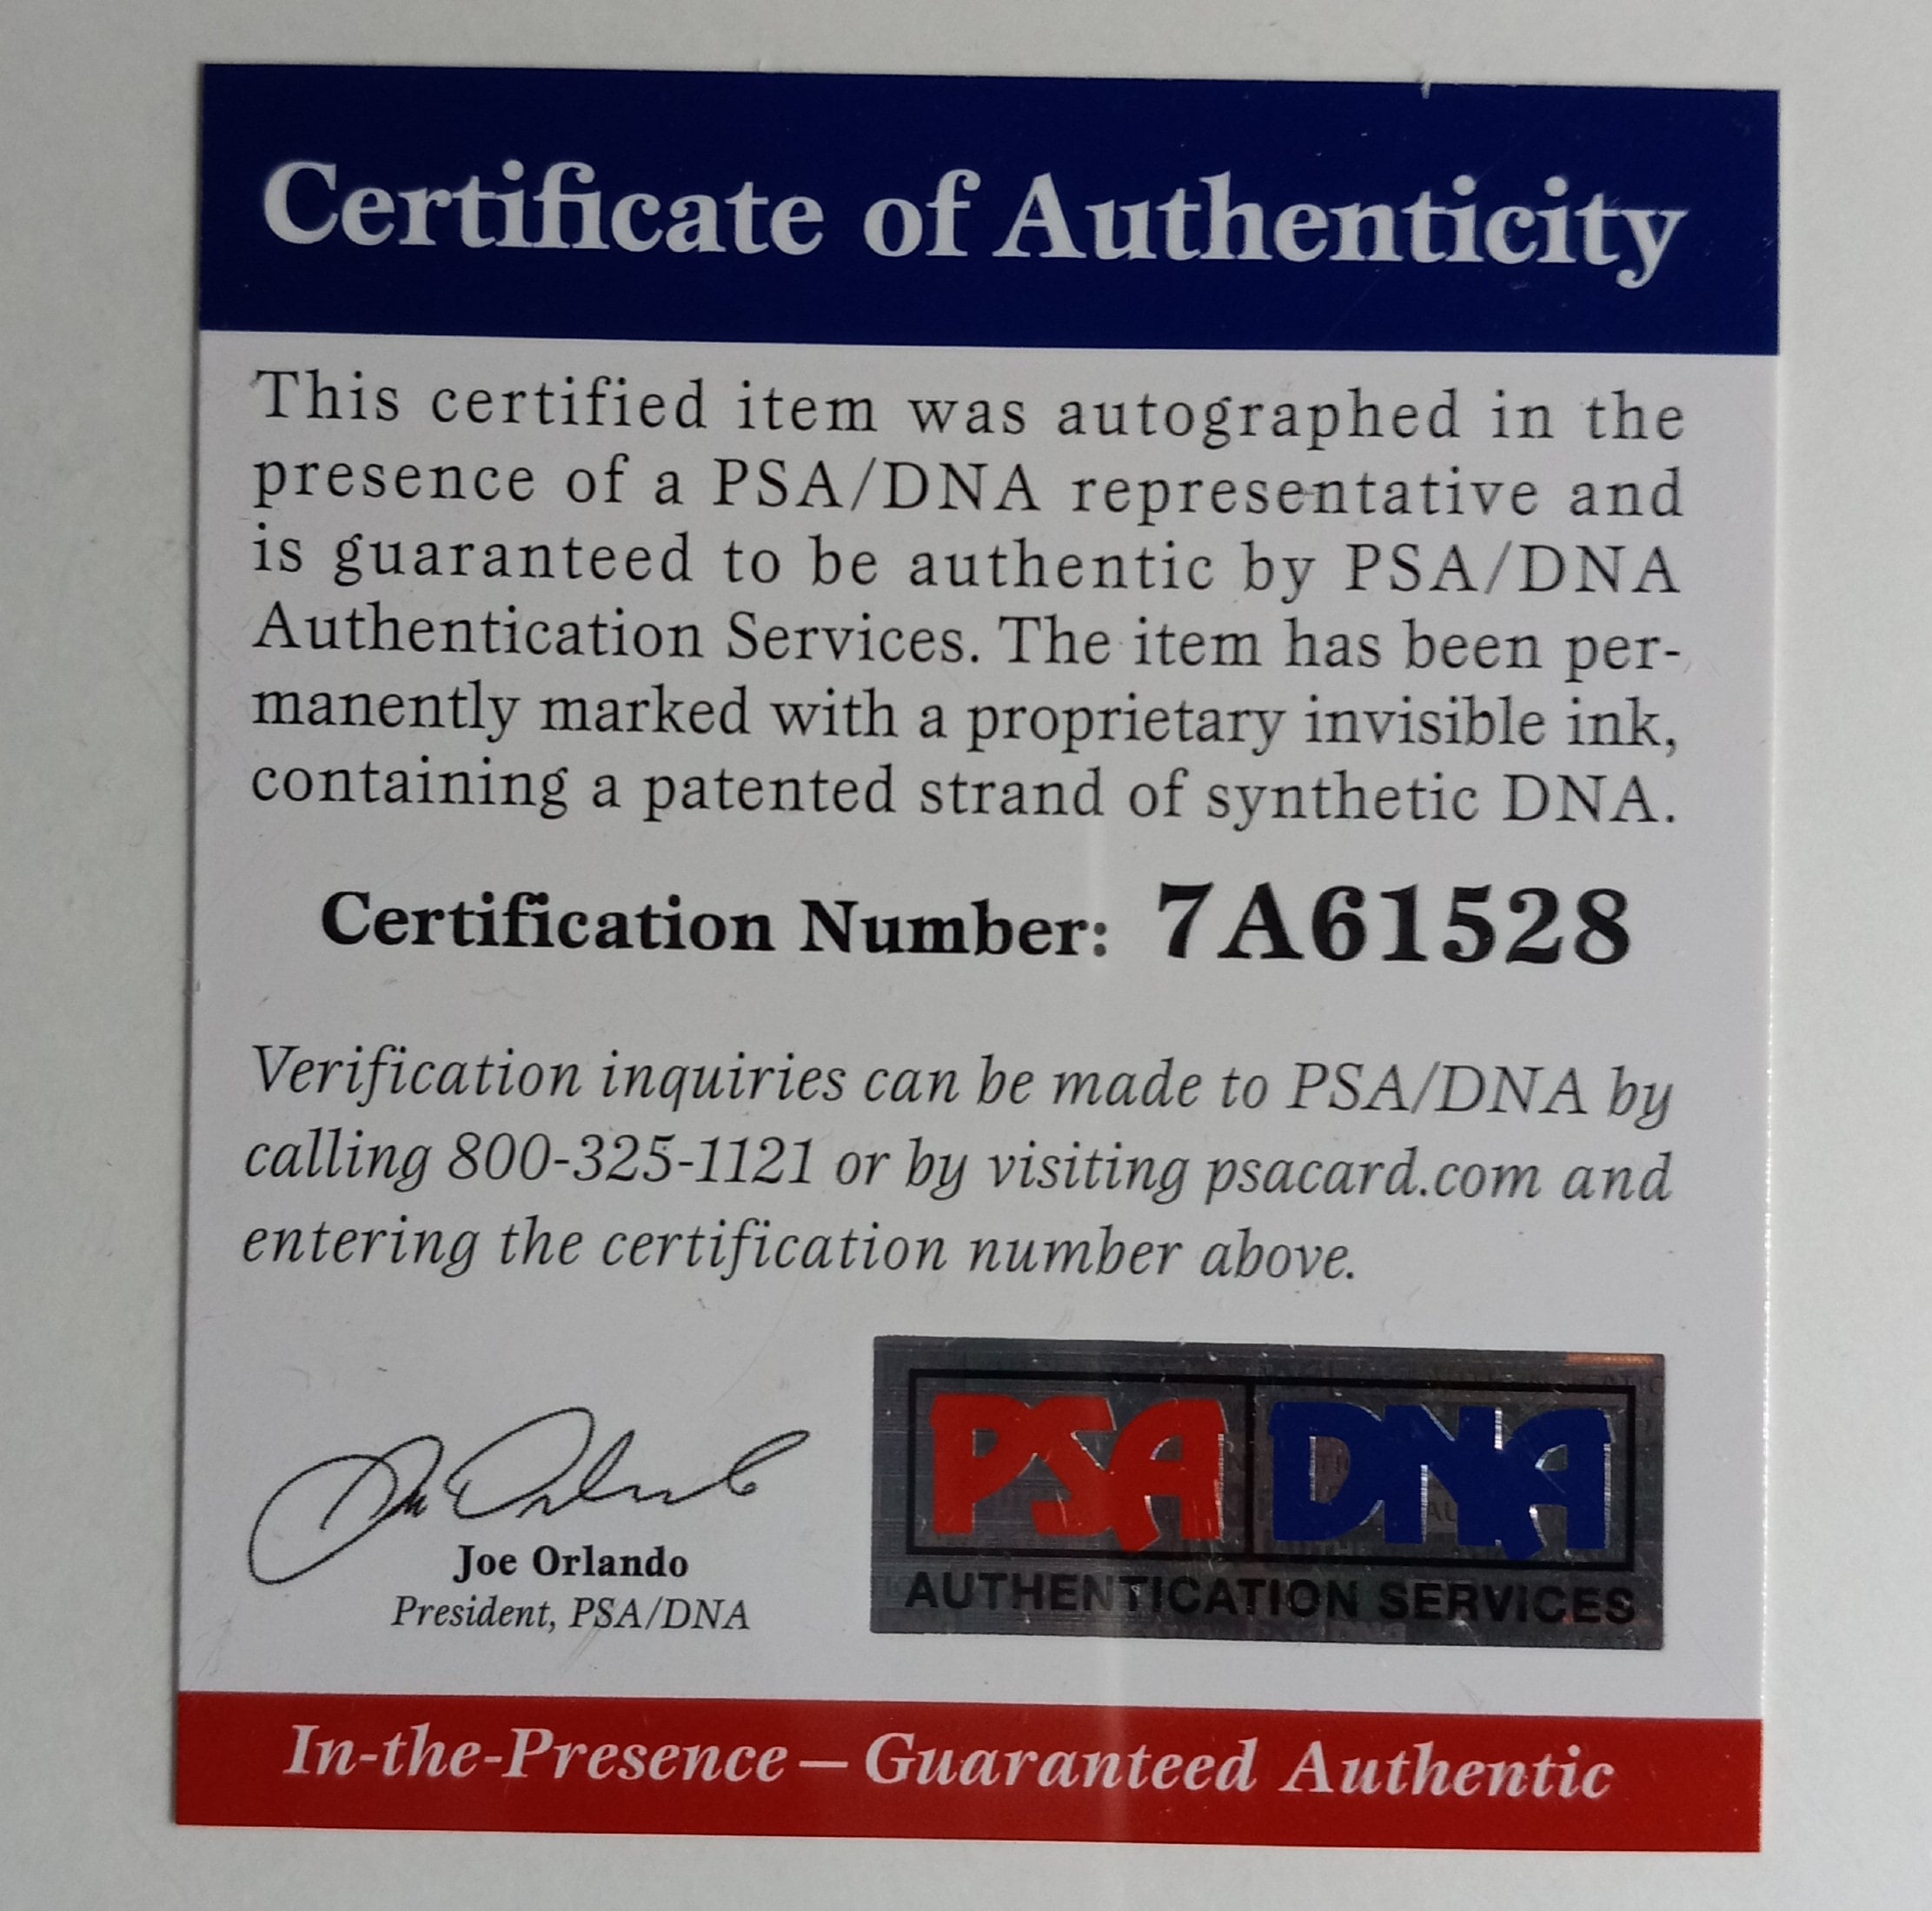 Certificate of Authenticity
This certified item was autographed in the
presence of a PSA/DNA representative and
is guaranteed to be authentic by PSA/DNA
Authentication Services. The item has been per-
manently marked with a proprietary invisible ink,
containing a patented strand of synthetic DNA.
Certification Number: 7A61528
Verification inquiries can be made to PSA/DNA by
calling 800-325-1121 or by visiting psacard.com and
entering the certification number above.
Joe Orlando
President, PSA/DNA
PSA DNA
AUTHENTICATION SERVICES
In-the-Presence — Guaranteed Authentic